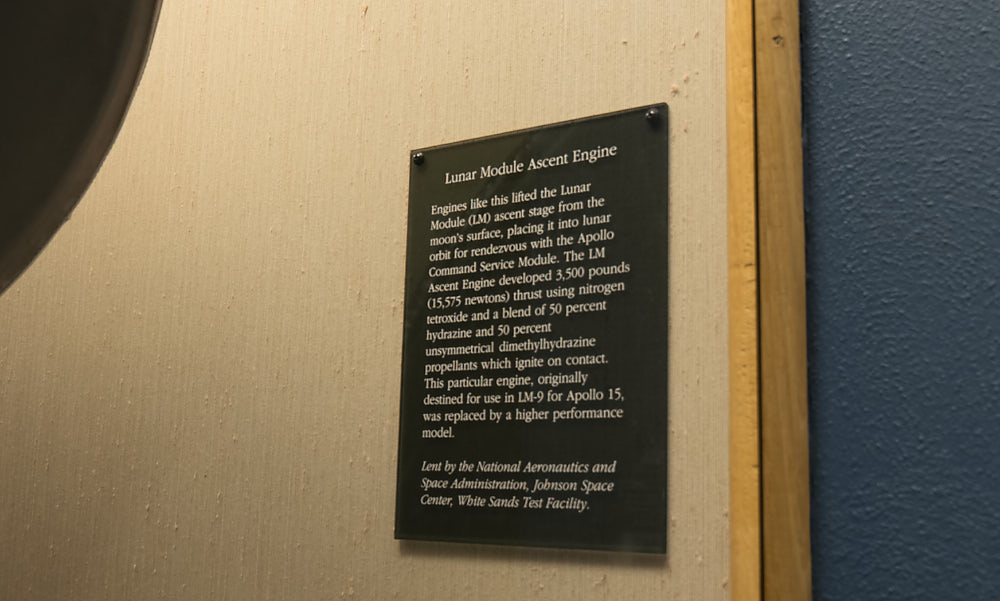 Lunar Module Ascent Engine
Engines like this lifted the Lunar
Module (LM) ascent stage from the
moon's surface, placing it into lunar
orbit for rendezvous with the Apollo
Command Service Module. The LM
Ascent Engine developed 3,500 pounds
(15,575 newtons) thrust using nitrogen
tetroxide and a blend of 50 percent
hydrazine and 50 percent
unsymmetrical dimethylhydrazine
propellants which ignite on contact.
This particular engine, originally
destined for use in LM-9 for Apollo 15,
was replaced by a higher performance
model.
Lent by the National Aeronautics and
Space Administration, Johnson Space
Center, White Sands Test Facility.